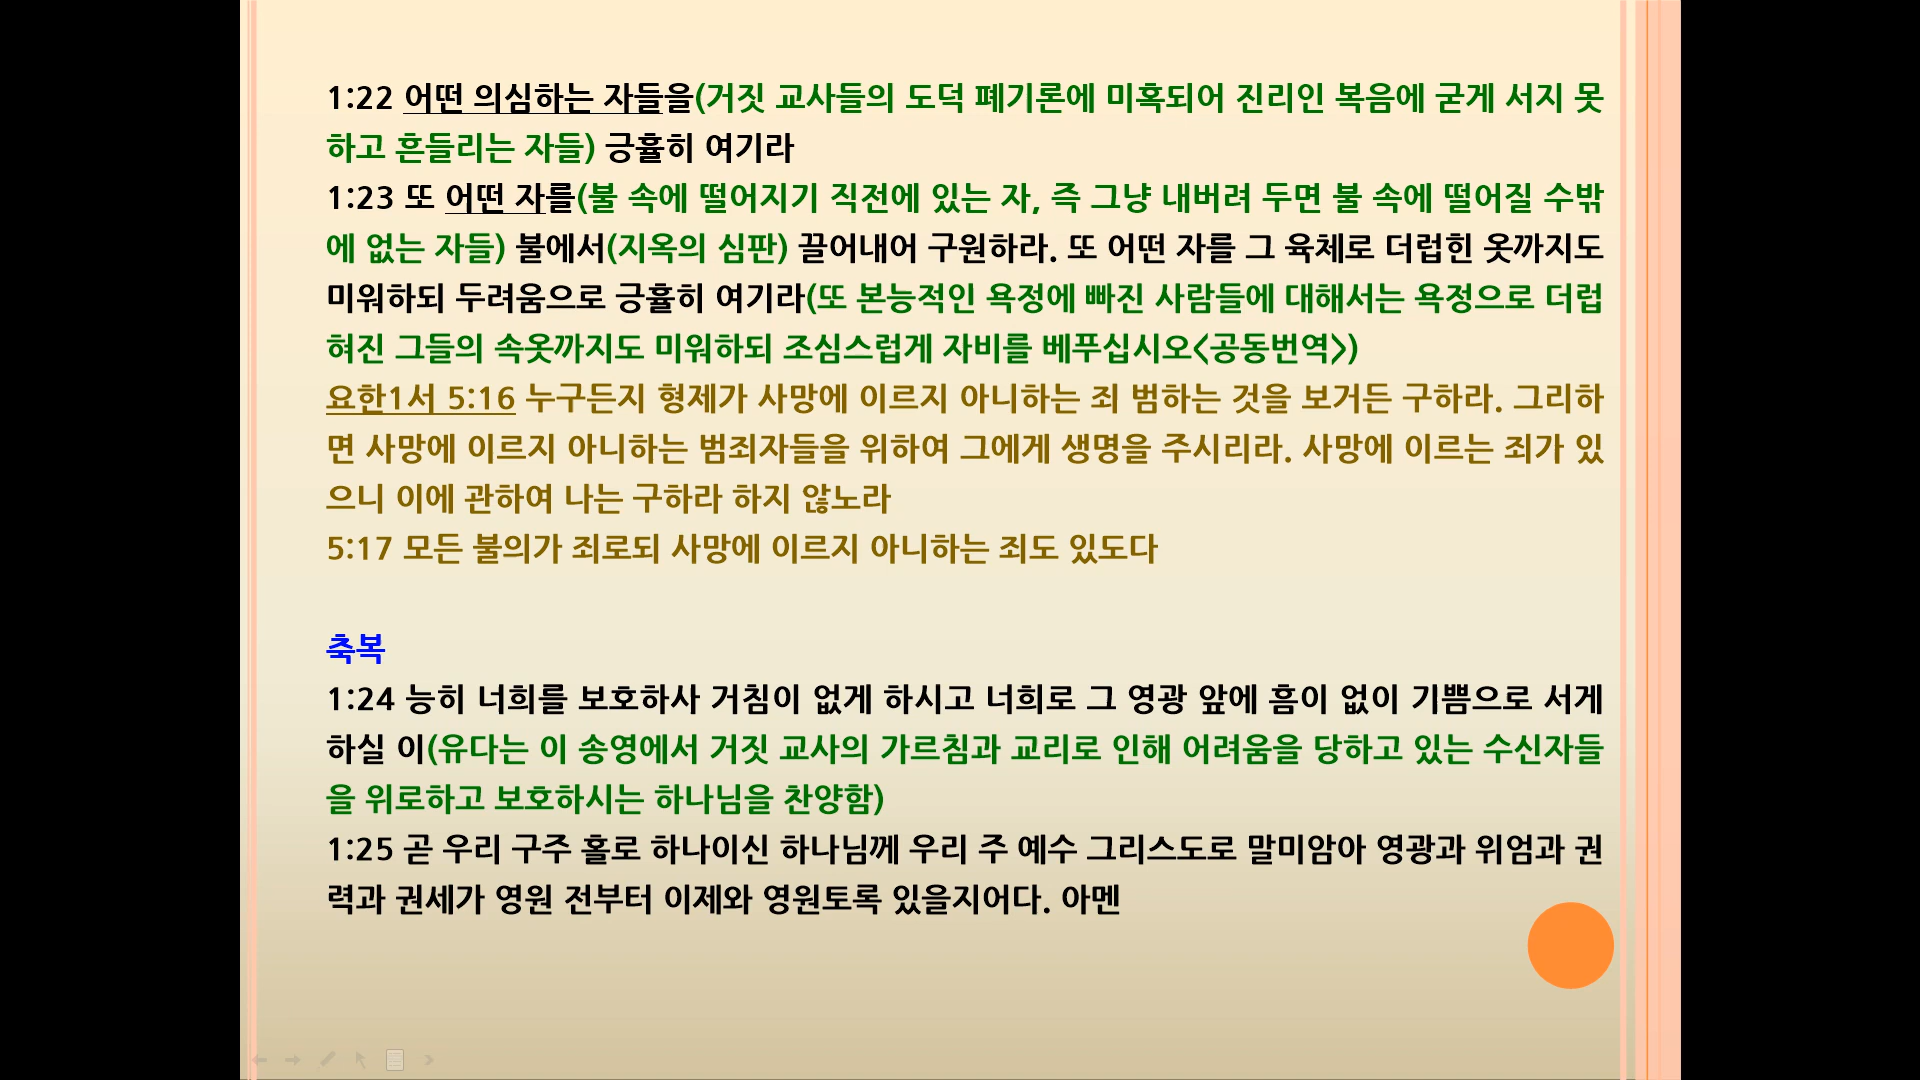 1:22 어떤 의심하는 자들을(거짓 교사들의 도덕 폐기론에 미혹되어 진리인 복음에 굳게 서지 못
하고 흔들리는 자들) 긍휼히 여기라
1:23 또 어떤 자를(불 속에 떨어지기 직전에 있는 자, 즉 그냥 내버려 두면 불 속에 떨어질 수밖
에 없는 자들) 불에서(지옥의 심판) 끌어내어 구원하라. 또 어떤 자를 그 육체로 더럽힌 옷까지도
미워하되 두려움으로 긍휼히 여기라(또 본능적인 욕정에 빠진 사람들에 대해서는 욕정으로 더럽
혀진 그들의 속옷까지도 미워하되 조심스럽게 자비를 베푸십시오<공동번역>)
요한1서 5:16 누구든지 형제가 사망에 이르지 아니하는 죄 범하는 것을 보거든 구하라. 그리하
면 사망에 이르지 아니하는 범죄자들을 위하여 그에게 생명을 주시리라. 사망에 이르는 죄가 있
으니 이에 관하여 나는 구하라 하지 않노라
5:17 모든 불의가 죄로되 사망에 이르지 아니하는 죄도 있도다
축복
1:24 능히 너희를 보호하사 거침이 없게 하시고 너희로 그 영광 앞에 흠이 없이 기쁨으로 서게
하실 이(유다는 이 송영에서 거짓 교사의 가르침과 교리로 인해 어려움을 당하고 있는 수신자들
을 위로하고 보호하시는 하나님을 찬양함)
1:25 곧 우리 구주 홀로 하나이신 하나님께 우리 주 예수 그리스도로 말미암아 영광과 위엄과 권
력과 권세가 영원 전부터 이제와 영원토록 있을지어다. 아멘